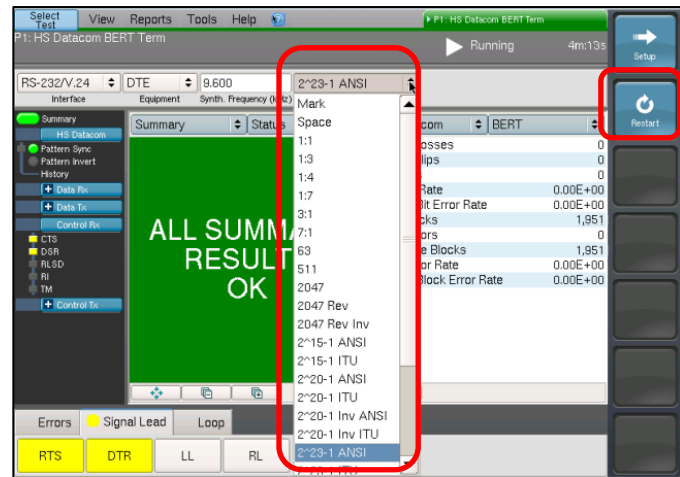 Select Test View Reports Tools Help
P1: HS Datacom BERT Term
P1: HS Datacom BERT Term
Running 4m:13s
Setup
RS-232/V.24 DTE 9.600 2^23-1 ANSI
Interface Equipment Synth. Frequency
Restart
Summary
HS Datacom
Pattern Sync
Pattern Invert
History
Data Rx
Data Tx
Control Rx
CTS
DSR
RLSD
RI
TM
Control Tx
Summary Status
ALL SUMMA
RESULT
OK
Mark
Space
1:1
1:3
1:4
1:7
3:1
7:1
63
511
2047
2047 Rev
2047 Rev Inv
2^15-1 ANSI
2^15-1 ITU
2^20-1 ANSI
2^20-1 ITU
2^20-1 Inv ANSI
2^20-1 Inv ITU
2^23-1 ANSI
com BERT
osses 0
lips 0
0
Rate 0.00E+00
Bit Error Rate 0.00E+00
cks 1,951
ors 0
e Blocks 1,951
or Rate 0.00E+00
Block Error Rate 0.00E+00
Errors Signal Lead Loop
RTS DTR LL RL